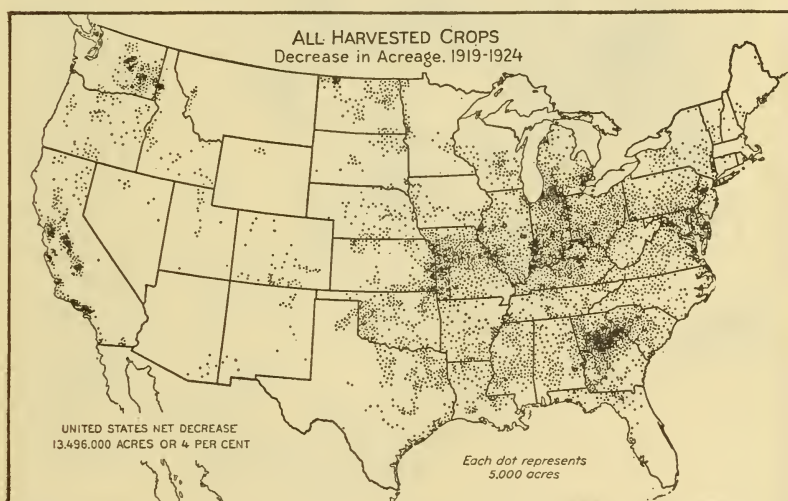 ALL HARVESTED CROPS
Decrease in Acreage, 1919-1924
UNITED STATES NET DECREASE
13.496.000 ACRES OR 4 PER CENT
Each dot represents
5,000 acres